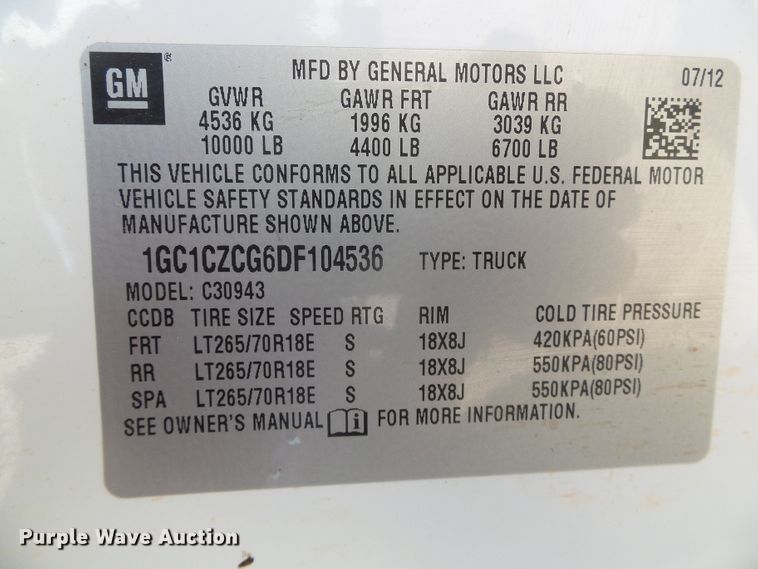 GM®
MFD BY GENERAL MOTORS LLC 07/12
GVWR GAWR FRT GAWR RR
4536 KG 1996 KG 3039 KG
10000 LB 4400 LB 6700 LB
THIS VEHICLE CONFORMS TO ALL APPLICABLE U.S. FEDERAL MOTOR
VEHICLE SAFETY STANDARDS IN EFFECT ON THE DATE OF
MANUFACTURE SHOWN ABOVE.
1GC1CZCG6DF104536 TYPE: TRUCK
MODEL: C30943
CCDB TIRE SIZE SPEED RTG RIM COLD TIRE PRESSURE
FRT LT265/70R18E S 18X8J 420KPA(60PSI)
RR LT265/70R18E S 18X8J 550KPA(80PSI)
SPA LT265/70R18E S 18X8J 550KPA(80PSI)
SEE OWNER'S MANUAL i FOR MORE INFORMATION.
Purple Wave Auction